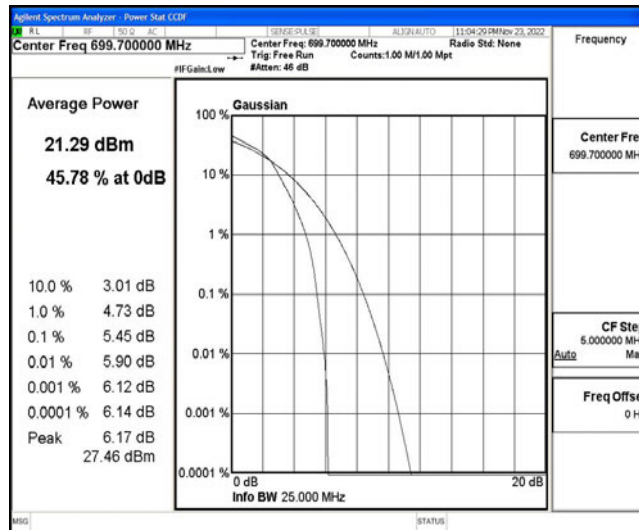 Agilent Spectrum Analyzer - Power Stat CCDF
RL RF 50 Ω AC SENSE:PULSE ALIGN AUTO 11:04:29 PM Nov 23, 2022
Center Freq 699.700000 MHz
Center Freq: 699.700000 MHz Radio Std: None
Trig: Free Run Counts:1.00 M/1.00 Mpt
#IFGain:Low #Atten: 46 dB
Frequency
Average Power
21.29 dBm
45.78 % at 0dB
10.0 % 3.01 dB
1.0 % 4.73 dB
0.1 % 5.45 dB
0.01 % 5.90 dB
0.001 % 6.12 dB
0.0001 % 6.14 dB
Peak 6.17 dB
27.46 dBm
Gaussian
100 %
10 %
1 %
0.1 %
0.01 %
0.001 %
0.0001 %
0 dB 20 dB
Info BW 25.000 MHz
Center Fre
699.700000 MH
CF Ste
5.000000 MH
Auto Ma
Freq Offse
0 H
MSG STATUS